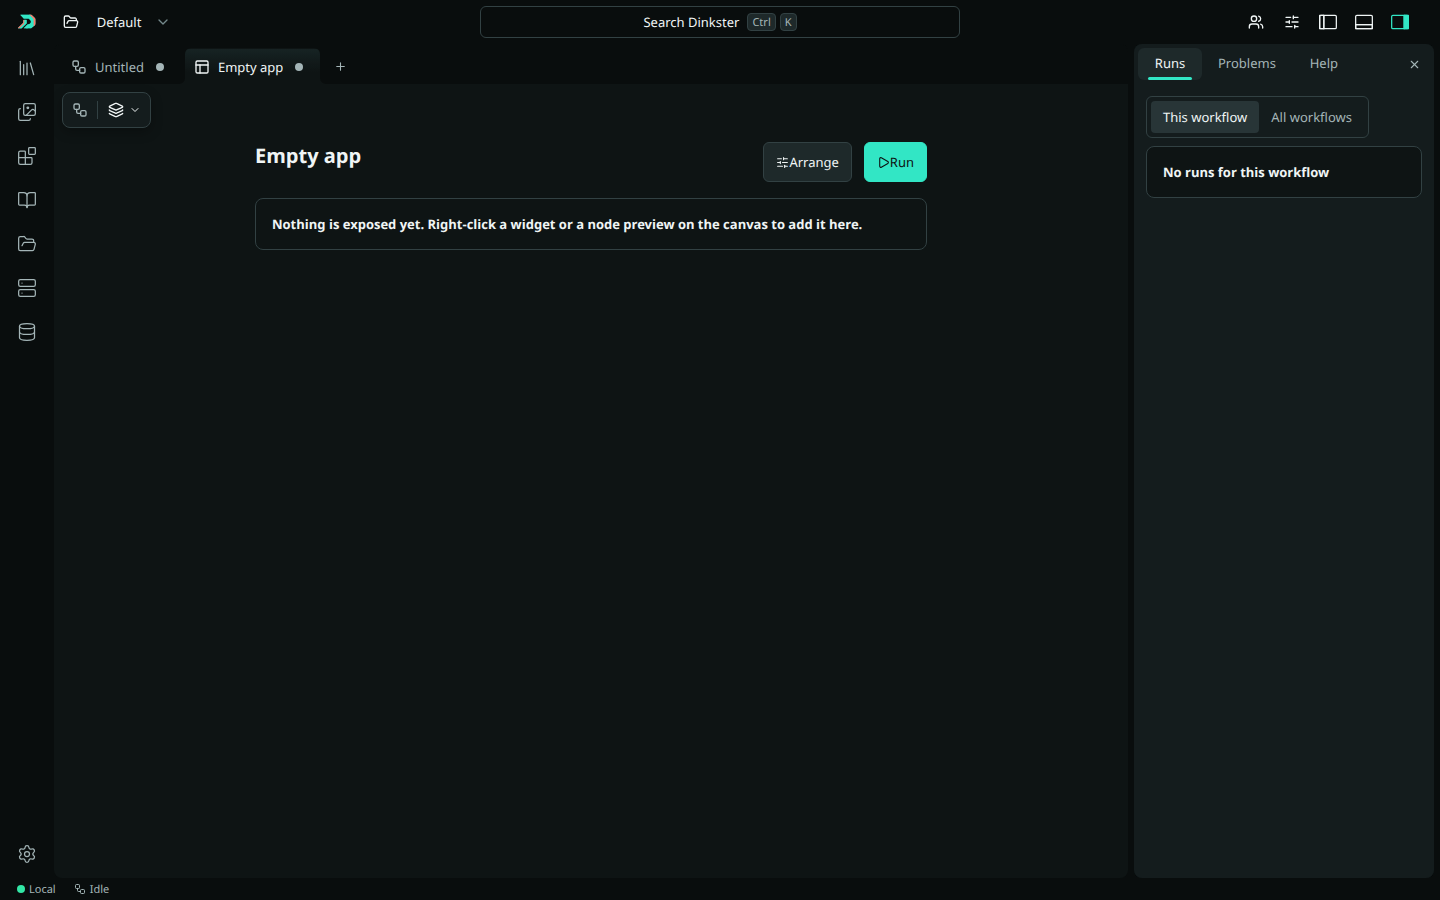 Default
Search Dinkster Ctrl K
Untitled
Empty app
Runs
Problems
Help
This workflow
All workflows
No runs for this workflow
Empty app
Arrange
Run
Nothing is exposed yet. Right-click a widget or a node preview on the canvas to add it here.
Local
Idle